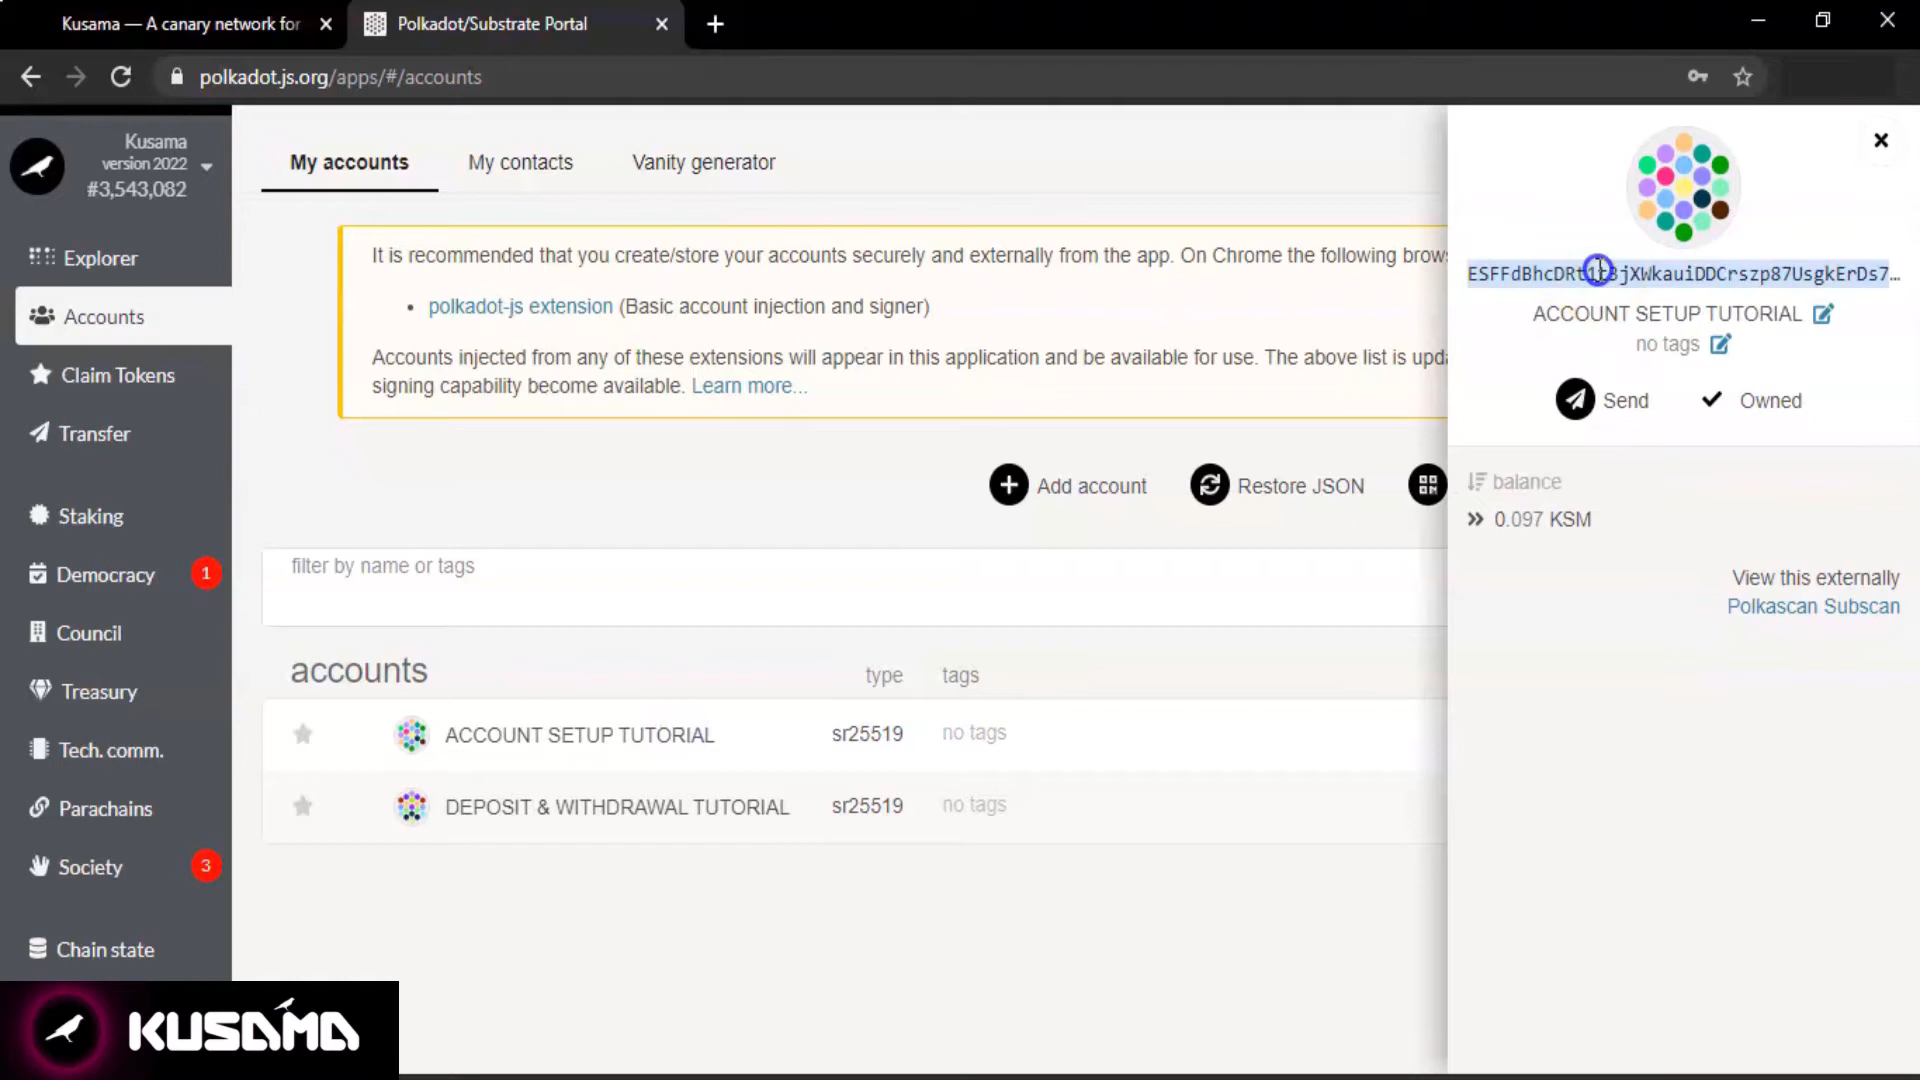 Kusama — A canary network for
Polkadot/Substrate Portal
polkadot.js.org/apps/#/accounts
Kusama
version 2022
#3,543,082
Explorer
Accounts
Claim Tokens
Transfer
Staking
Democracy 1
Council
Treasury
Tech. comm.
Parachains
Society 3
Chain state
KUSAMA
My accounts My contacts Vanity generator
It is recommended that you create/store your accounts securely and externally from the app. On Chrome the following brows
• polkadot-js extension (Basic account injection and signer)
Accounts injected from any of these extensions will appear in this application and be available for use. The above list is upda
signing capability become available. Learn more...
Add account Restore JSON
filter by name or tags
accounts type tags
ACCOUNT SETUP TUTORIAL sr25519 no tags
DEPOSIT & WITHDRAWAL TUTORIAL sr25519 no tags
ACCOUNT SETUP TUTORIAL
no tags
Send Owned
balance
0.097 KSM
View this externally
Polkascan Subscan